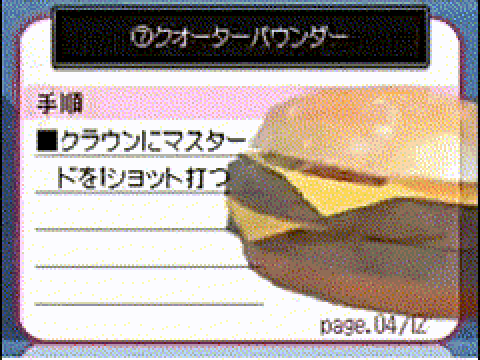 ⑦クォーターパウンダー
手順
■クラウンにマスター
ドを1ショット打つ
page.04/12